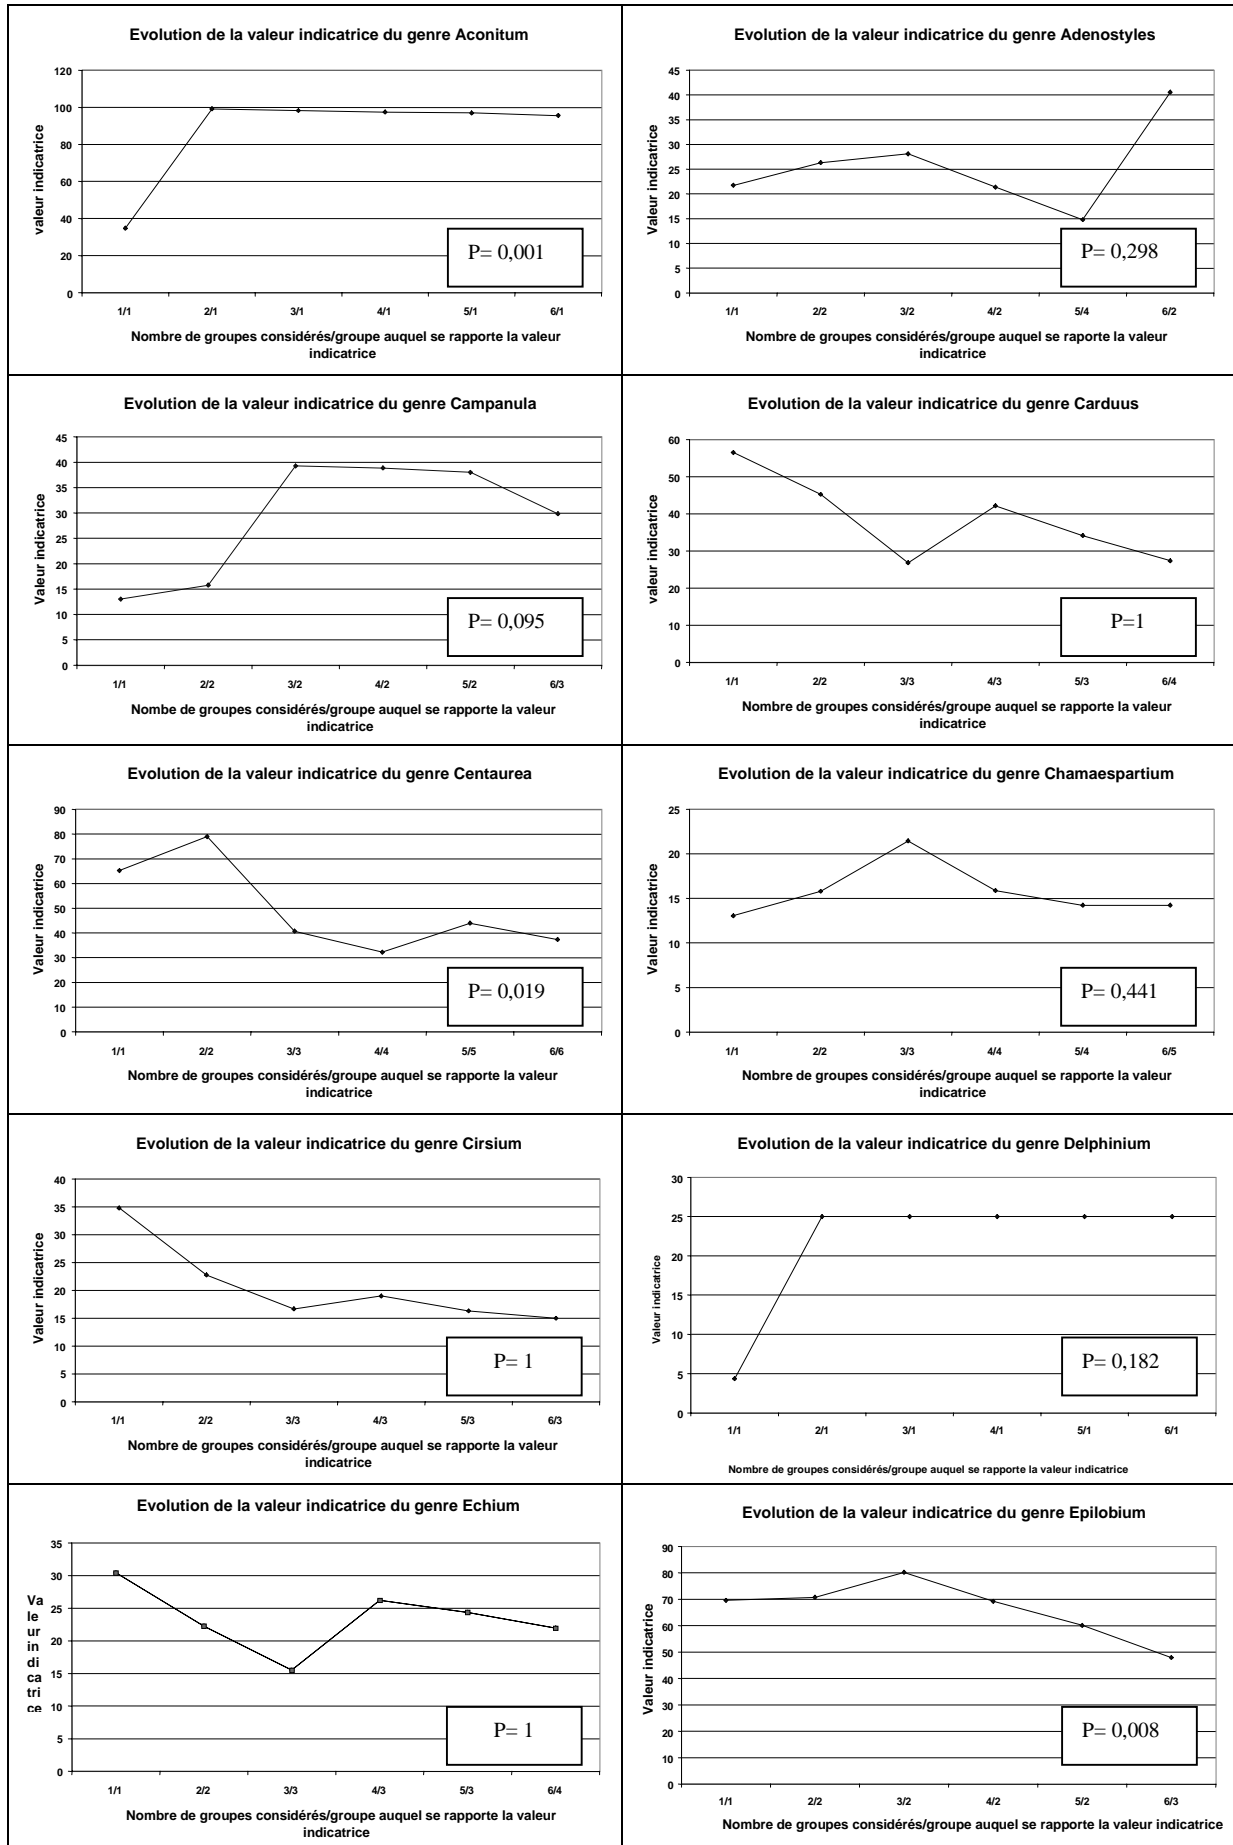 Evolution de la valeur indicatrice du genre Aconitum
120
100
80
60
40
20
0
valeur indicatrice
P= 0,001
1/1 2/1 3/1 4/1 5/1 6/1
Nombre de groupes considérés/groupe auquel se rapporte la valeur
indicatrice
Evolution de la valeur indicatrice du genre Adenostyles
45
40
35
30
25
20
15
10
5
0
Valeur indicatrice
P= 0,298
1/1 2/2 3/2 4/2 5/4 6/2
Nombre de groupes considérés/groupe auquel se rapporte la valeur
indicatrice
Evolution de la valeur indicatrice du genre Campanula
45
40
35
30
25
20
15
10
5
0
Valeur indicatrice
P= 0,095
1/1 2/2 3/2 4/2 5/2 6/3
Nombe de groupes considérés/groupe auquel se rapporte la valeur
indicatrice
Evolution de la valeur indicatrice du genre Carduus
60
50
40
30
20
10
0
valeur indicatrice
P=1
1/1 2/2 3/3 4/3 5/3 6/4
Nombre de groupes considérés/groupe auquel se rapporte la valeur
indicatrice
Evolution de la valeur indicatrice du genre Centaurea
90
80
70
60
50
40
30
20
10
0
Valeur indicatrice
P= 0,019
1/1 2/2 3/3 4/4 5/5 6/6
Nombre de groupes considérés/groupe auquel se rapporte la valeur
indicatrice
Evolution de la valeur indicatrice du genre Chamaespartium
25
20
15
10
5
0
Valeur indicatrice
P= 0,441
1/1 2/2 3/3 4/4 5/4 6/5
Nombre de groupes considérés/groupe auquel se rapporte la valeur
indicatrice
Evolution de la valeur indicatrice du genre Cirsium
40
35
30
25
20
15
10
5
0
Valeur indicatrice
P= 1
1/1 2/2 3/3 4/3 5/3 6/3
Nombre de groupes considérés/groupe auquel se rapporte la valeur
indicatrice
Evolution de la valeur indicatrice du genre Delphinium
30
25
20
15
10
5
0
Valeur indicatrice
P= 0,182
1/1 2/1 3/1 4/1 5/1 6/1
Nombre de groupes considérés/groupe auquel se rapporte la valeur indicatrice
Evolution de la valeur indicatrice du genre Echium
35
30
25
20
15
10
5
0
Va
le
ur
in
di
ca
tri
ce
P= 1
1/1 2/2 3/3 4/3 5/3 6/4
Nombre de groupes considérés/groupe auquel se rapporte la valeur
indicatrice
Evolution de la valeur indicatrice du genre Epilobium
90
80
70
60
50
40
30
20
10
0
Valeur indicatrice
P= 0,008
1/1 2/2 3/2 4/2 5/2 6/3
Nombre de groupes considérés/groupe auquel se rapporte la valeur indicatrice